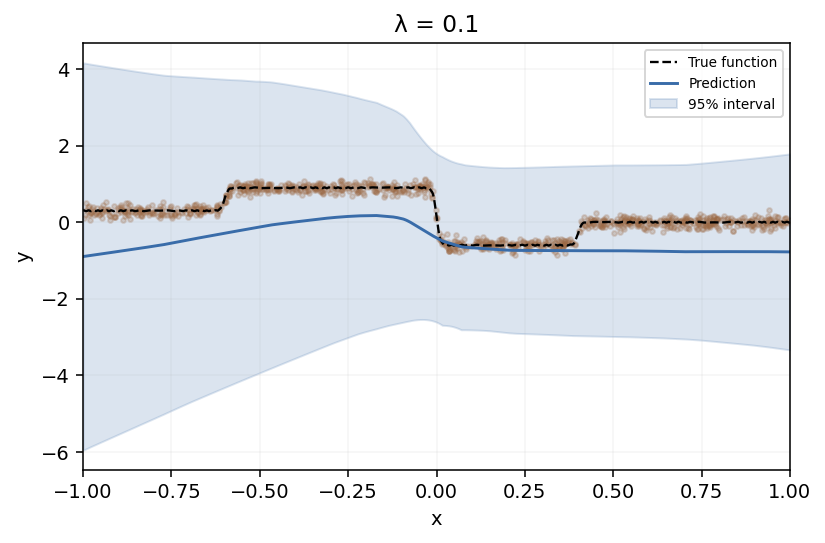 λ = 0.1
True function
Prediction
95% interval
y
4
2
0
−2
−4
−6
−1.00 −0.75 −0.50 −0.25 0.00 0.25 0.50 0.75 1.00
x